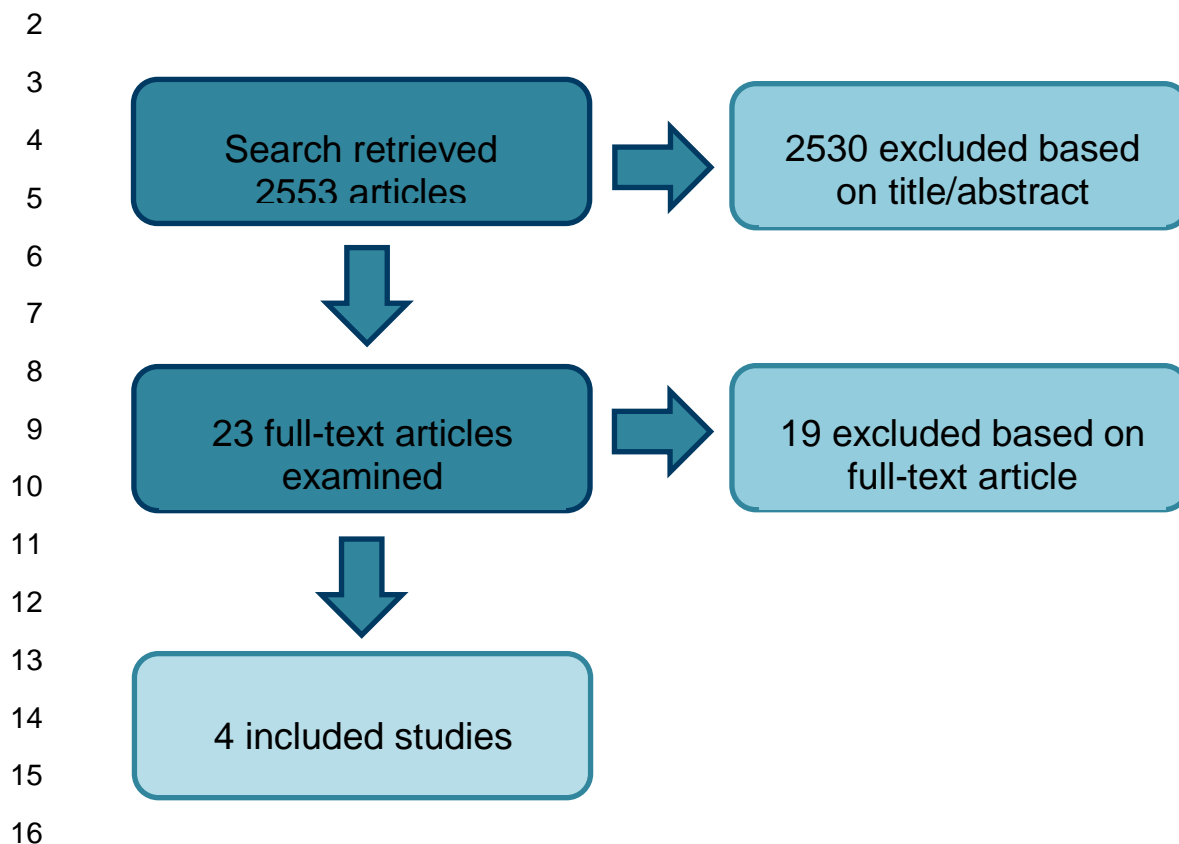 2
3
4
5
6
7
8
9
10
11
12
13
14
15
16
Search retrieved
2553 articles
2530 excluded based
on title/abstract
23 full-text articles
examined
19 excluded based on
full-text article
4 included studies